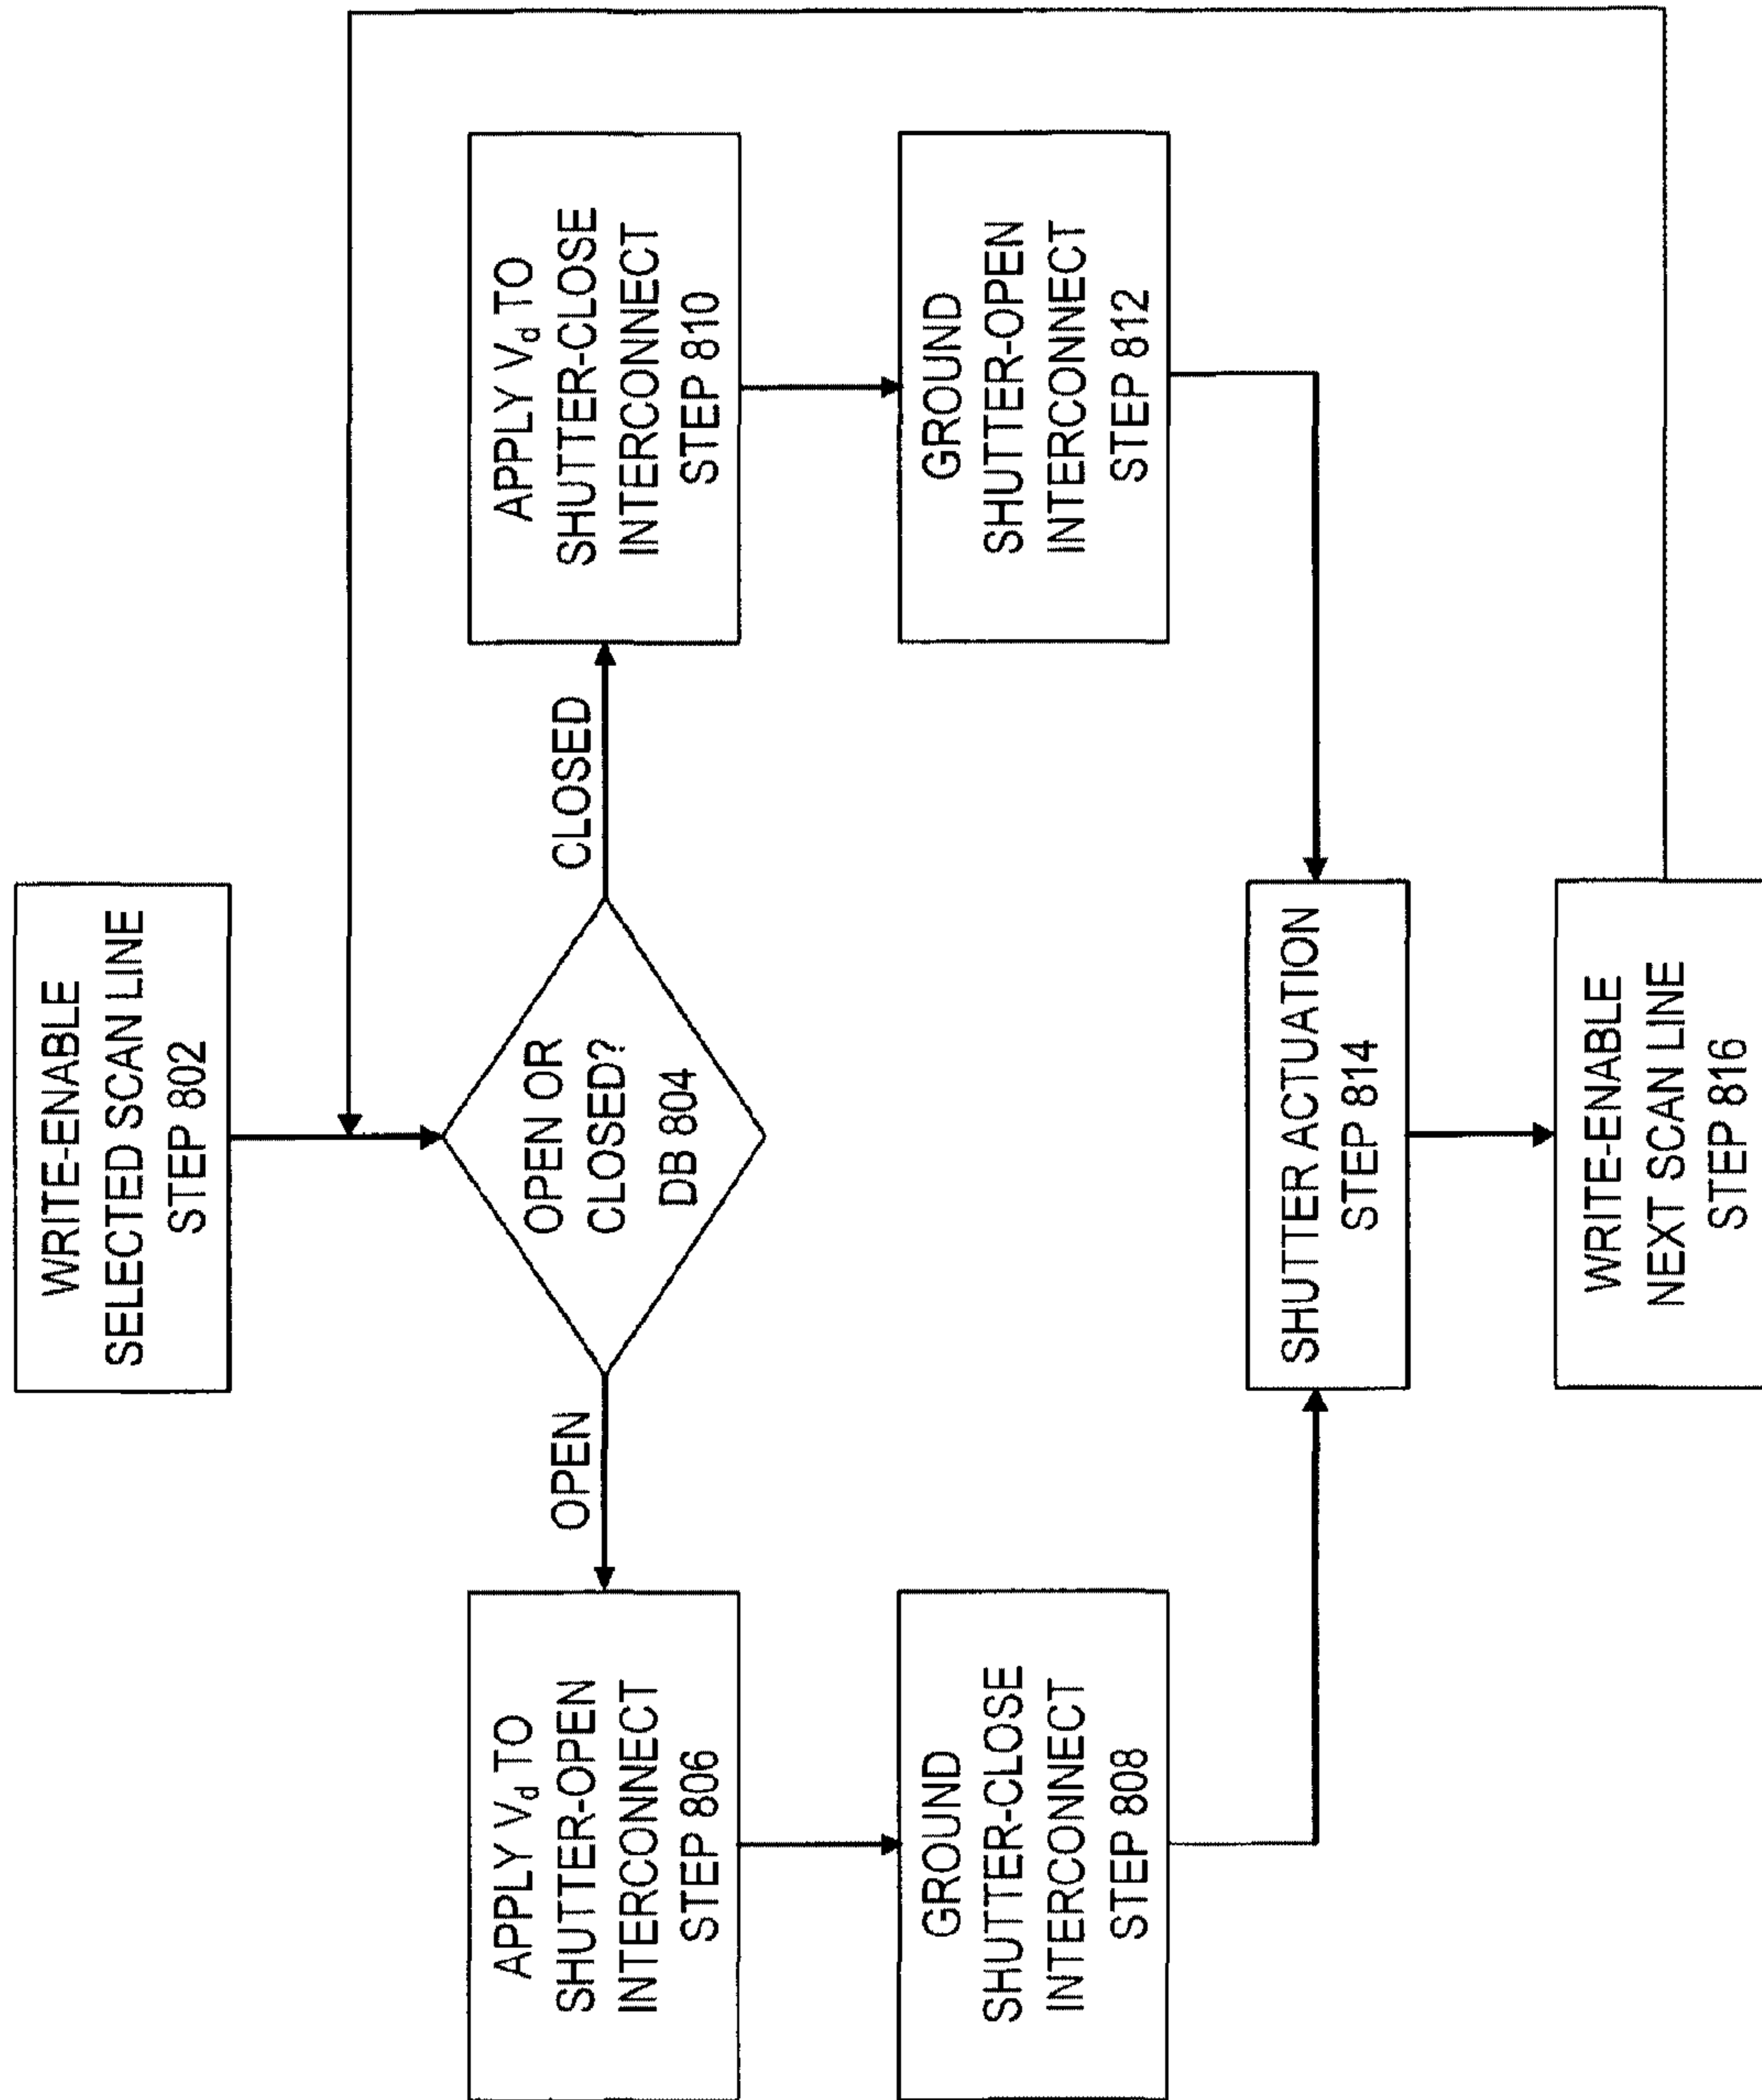 WRITE-ENABLE
SELECTED SCAN LINE
STEP 802
OPEN OR
CLOSED?
DB 804
OPEN
CLOSED
APPLY Vd TO
SHUTTER-OPEN
INTERCONNECT
STEP 806
APPLY Vd TO
SHUTTER-CLOSE
INTERCONNECT
STEP 810
GROUND
SHUTTER-CLOSE
INTERCONNECT
STEP 808
GROUND
SHUTTER-OPEN
INTERCONNECT
STEP 812
SHUTTER ACTUATION
STEP 814
WRITE-ENABLE
NEXT SCAN LINE
STEP 816